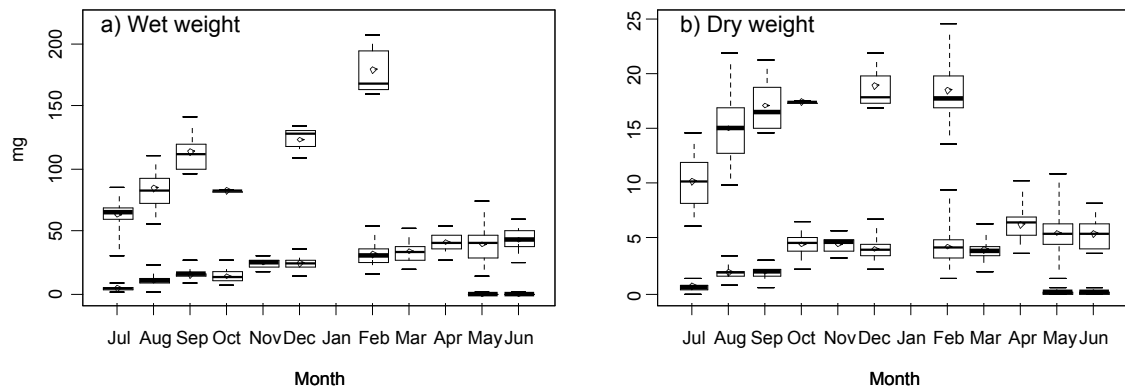 a) Wet weight
mg
200
150
100
50
0
Jul Aug Sep Oct Nov Dec Jan Feb Mar Apr May Jun
Month
b) Dry weight
25
20
15
10
5
0
Jul Aug Sep Oct Nov Dec Jan Feb Mar Apr May Jun
Month